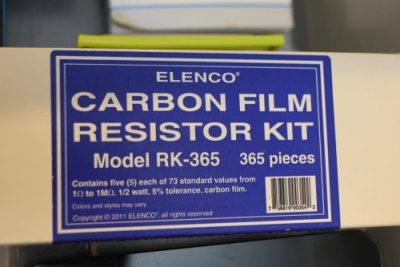 ELENCO®
CARBON FILM
RESISTOR KIT
Model RK-365 365 pieces
Contains five (5) each of 73 standard values from
1Ω to 1MΩ, 1/2 watt, 5% tolerance, carbon film.
Colors and styles may vary.
Copyright © 2011 ELENCO®, all rights reserved